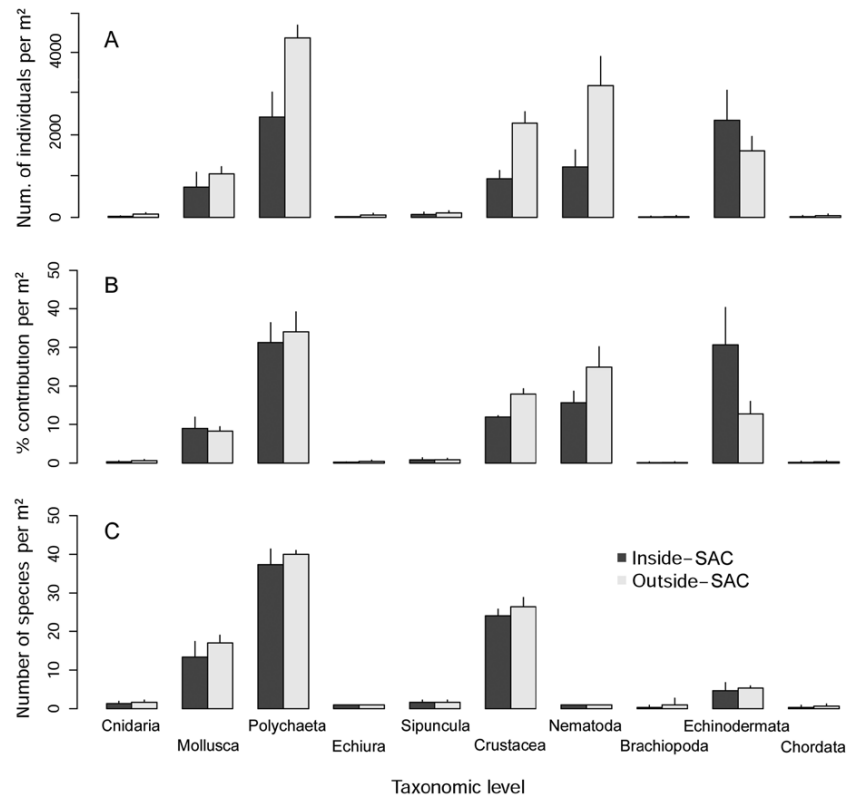 A
Num. of individuals per m²
0
2000
4000
B
% contribution per m²
0
10
20
30
40
50
C
Number of species per m²
0
10
20
30
40
50
Inside–SAC
Outside–SAC
Cnidaria
Mollusca
Polychaeta
Echiura
Sipuncula
Crustacea
Nematoda
Brachiopoda
Echinodermata
Chordata
Taxonomic level